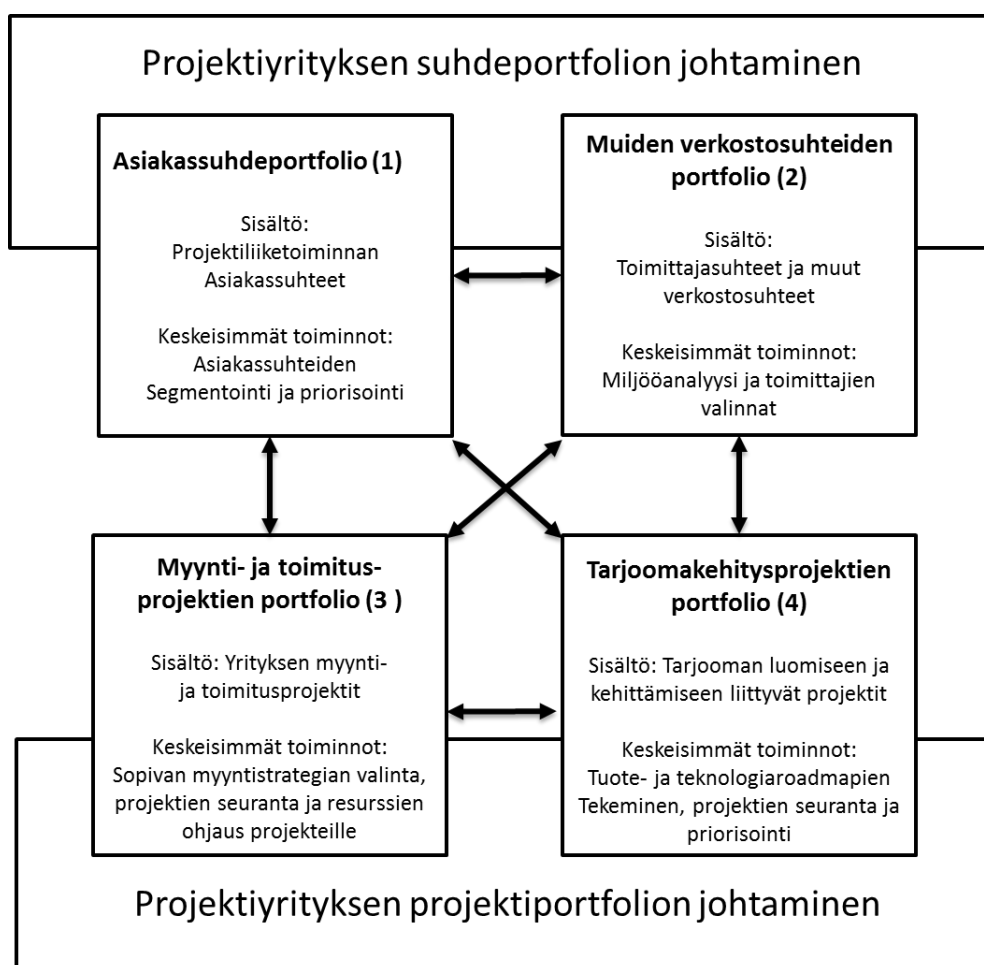 Projektiyrityksen suhdeportfolion johtaminen
Asiakassuhdeportfolio (1)
Sisältö:
Projektiliiketoiminnan
Asiakassuhteet
Keskeisimmät toiminnot:
Asiakassuhteiden
Segmentointi ja priorisointi
Muiden verkostosuhteiden
portfolio (2)
Sisältö:
Toimittajasuhteet ja muut
verkostosuhteet
Keskeisimmät toiminnot:
Miljööanalyysi ja toimittajien
valinnat
Myynti- ja toimitus-
projektien portfolio (3 )
Sisältö: Yrityksen myynti-
ja toimitusprojektit
Keskeisimmät toiminnot:
Sopivan myyntistrategian valinta,
projektien seuranta ja resurssien
ohjaus projekteille
Tarjoomakehitysprojektien
portfolio (4)
Sisältö: Tarjooman luomiseen ja
kehittämiseen liittyvät projektit
Keskeisimmät toiminnot:
Tuote- ja teknologiaroadmapien
Tekeminen, projektien seuranta ja
priorisointi
Projektiyrityksen projektiportfolion johtaminen